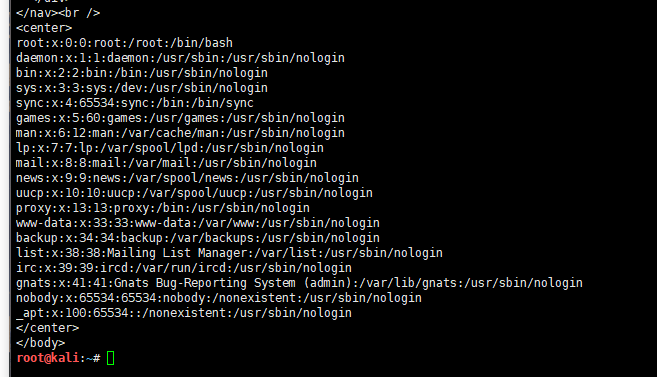 </nav><br />
<center>
root:x:0:0:root:/root:/bin/bash
daemon:x:1:1:daemon:/usr/sbin:/usr/sbin/nologin
bin:x:2:2:bin:/bin:/usr/sbin/nologin
sys:x:3:3:sys:/dev:/usr/sbin/nologin
sync:x:4:65534:sync:/bin:/bin/sync
games:x:5:60:games:/usr/games:/usr/sbin/nologin
man:x:6:12:man:/var/cache/man:/usr/sbin/nologin
lp:x:7:7:lp:/var/spool/lpd:/usr/sbin/nologin
mail:x:8:8:mail:/var/mail:/usr/sbin/nologin
news:x:9:9:news:/var/spool/news:/usr/sbin/nologin
uucp:x:10:10:uucp:/var/spool/uucp:/usr/sbin/nologin
proxy:x:13:13:proxy:/bin:/usr/sbin/nologin
www-data:x:33:33:www-data:/var/www:/usr/sbin/nologin
backup:x:34:34:backup:/var/backups:/usr/sbin/nologin
list:x:38:38:Mailing List Manager:/var/list:/usr/sbin/nologin
irc:x:39:39:ircd:/var/run/ircd:/usr/sbin/nologin
gnats:x:41:41:Gnats Bug-Reporting System (admin):/var/lib/gnats:/usr/sbin/nologin
nobody:x:65534:65534:nobody:/nonexistent:/usr/sbin/nologin
_apt:x:100:65534::/nonexistent:/usr/sbin/nologin
</center>
</body>
root@kali:~#